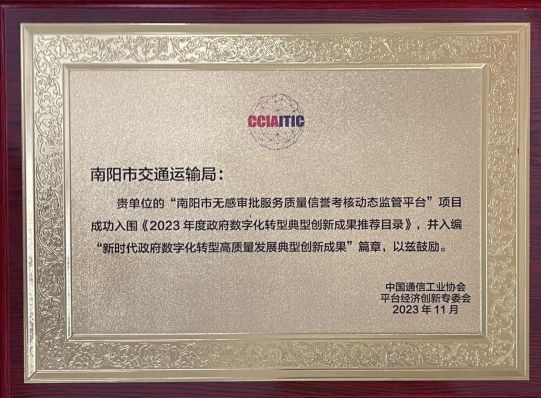 CCIAITIC
南阳市交通运输局：
贵单位的“南阳市无感审批服务质量信誉考核动态监管平台”项目
成功入围《2023年度政府数字化转型典型创新成果推荐目录》，并入编
“新时代政府数字化转型高质量发展典型创新成果”篇章，以兹鼓励。
中国通信工业协会
平台经济创新专委会
2023年11月